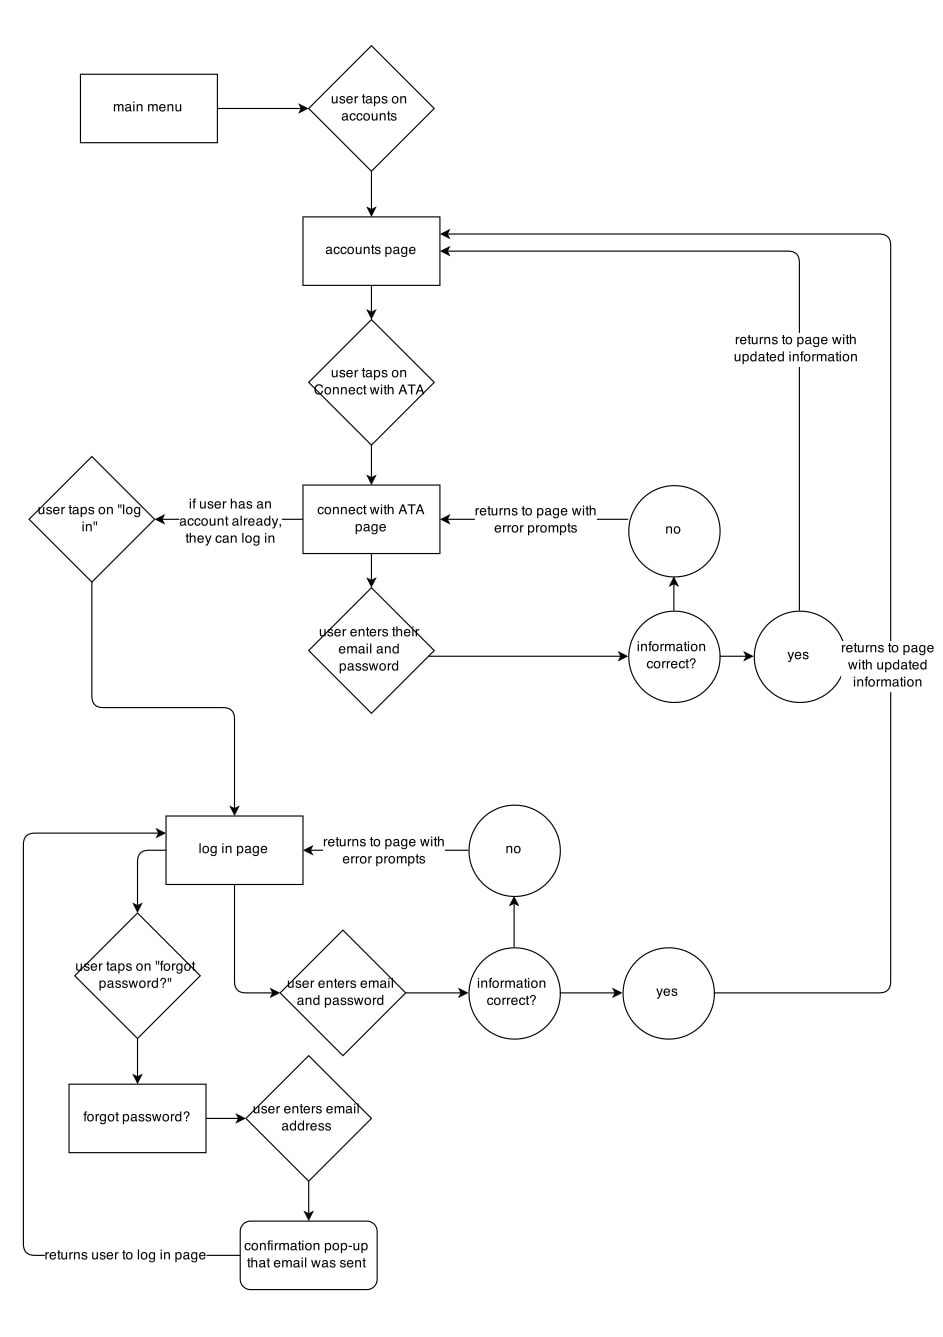 main menu
user taps on
accounts
accounts page
returns to page with
updated information
user taps on
Connect with ATA
user taps on "log
in"
if user has an
account already,
they can log in
connect with ATA
page
returns to page with
error prompts
no
user enters their
email and
password
information
correct?
yes
returns to page
with updated
information
log in page
returns to page with
error prompts
no
user taps on "forgot
password?"
user enters email
and password
information
correct?
yes
forgot password?
user enters email
address
confirmation pop-up
that email was sent
returns user to log in page